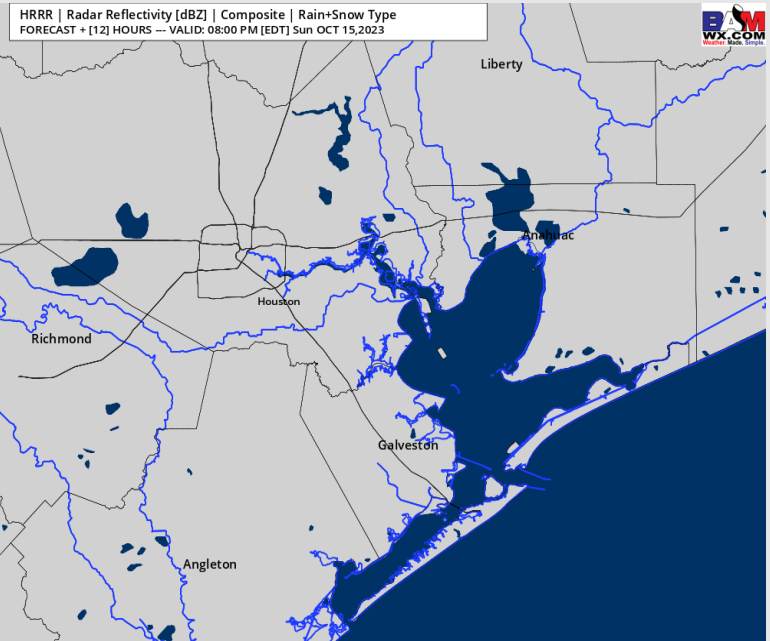 HRRR | Radar Reflectivity [dBZ] | Composite | Rain+Snow Type
FORECAST + [12] HOURS --- VALID: 08:00 PM [EDT] Sun OCT 15,2023
BAM
WX.COM
Weather. Made. Simple.
Liberty
Anahuac
Houston
Richmond
Galveston
Angleton